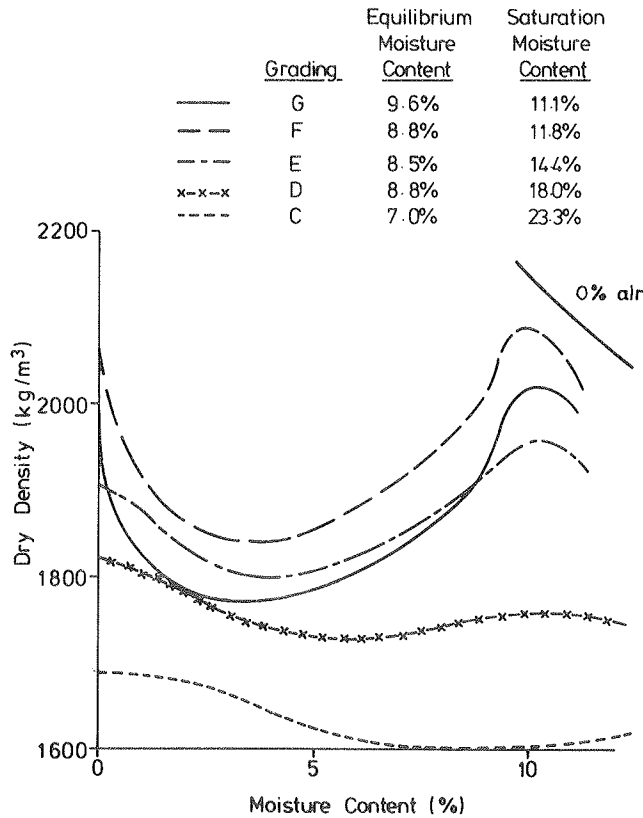 Equilibrium Saturation
Moisture Moisture
Grading Content Content
G 9.6% 11.1%
F 8.8% 11.8%
E 8.5% 14.4%
D 8.8% 18.0%
C 7.0% 23.3%
2200
0% air
2000
1800
1600
Dry Density (kg/m³)
0 5 10
Moisture Content (%)